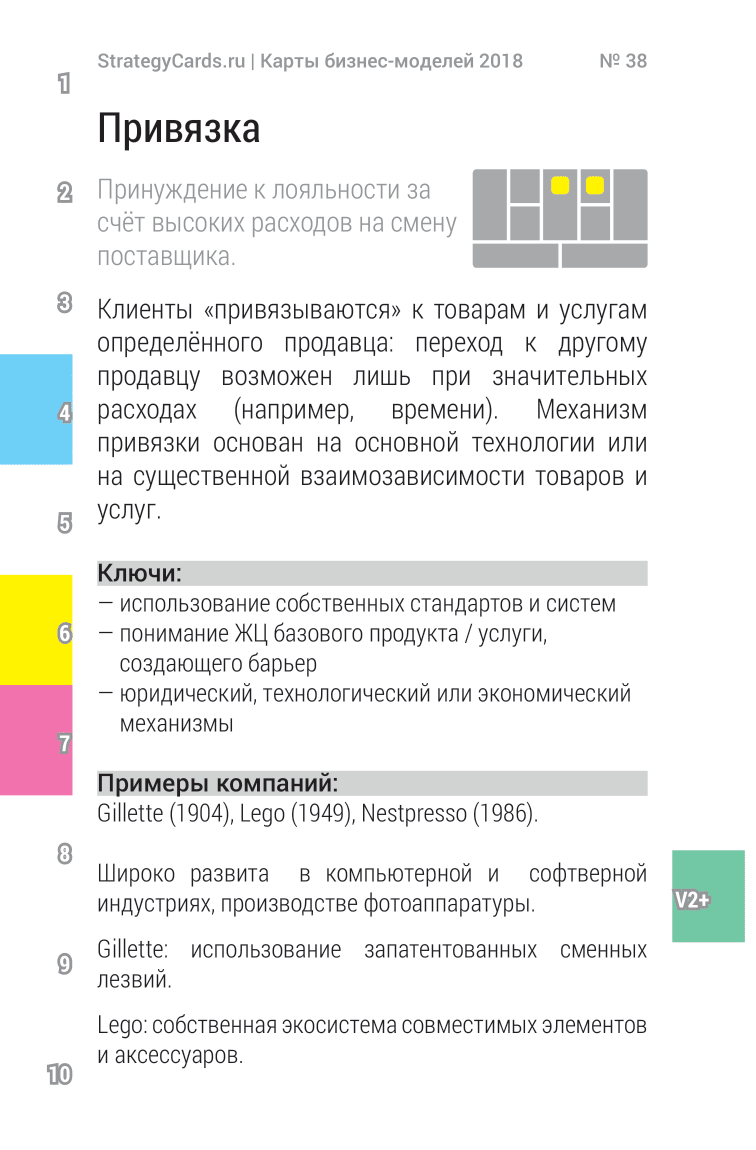 StrategyCards.ru | Карты бизнес-моделей 2018 № 38
1
Привязка
2
Принуждение к лояльности за
счёт высоких расходов на смену
поставщика.
3
Клиенты «привязываются» к товарам и услугам
определённого продавца: переход к другому
продавцу возможен лишь при значительных
4
расходах (например, времени). Механизм
привязки основан на основной технологии или
на существенной взаимозависимости товаров и
услуг.
5
Ключи:
— использование собственных стандартов и систем
6
— понимание ЖЦ базового продукта / услуги,
создающего барьер
— юридический, технологический или экономический
механизмы
7
Примеры компаний:
Gillette (1904), Lego (1949), Nestpresso (1986).
8
Широко развита в компьютерной и софтверной
индустриях, производстве фотоаппаратуры.
V2+
Gillette: использование запатентованных сменных
лезвий.
9
Lego: собственная экосистема совместимых элементов
и аксессуаров.
10